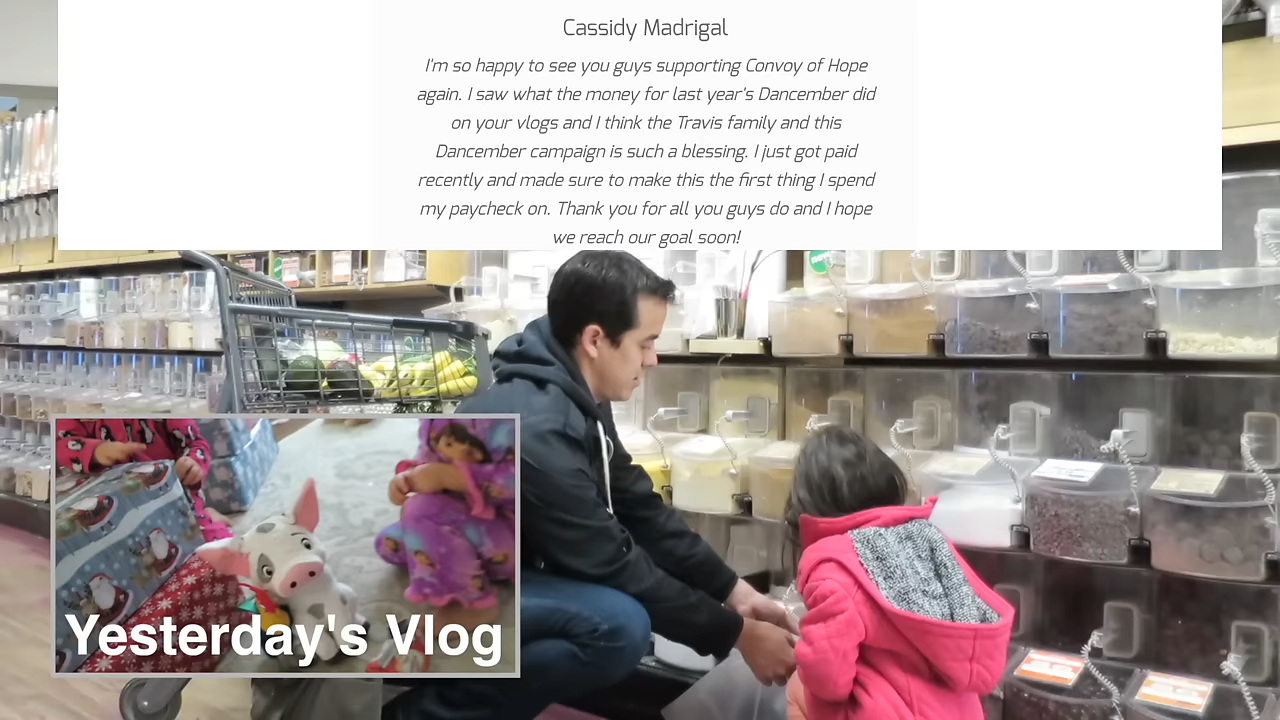 Cassidy Madrigal
I'm so happy to see you guys supporting Convoy of Hope
again. I saw what the money for last year's Dancember did
on your vlogs and I think the Travis family and this
Dancember campaign is such a blessing. I just got paid
recently and made sure to make this the first thing I spend
my paycheck on. Thank you for all you guys do and I hope
we reach our goal soon!
Yesterday's Vlog